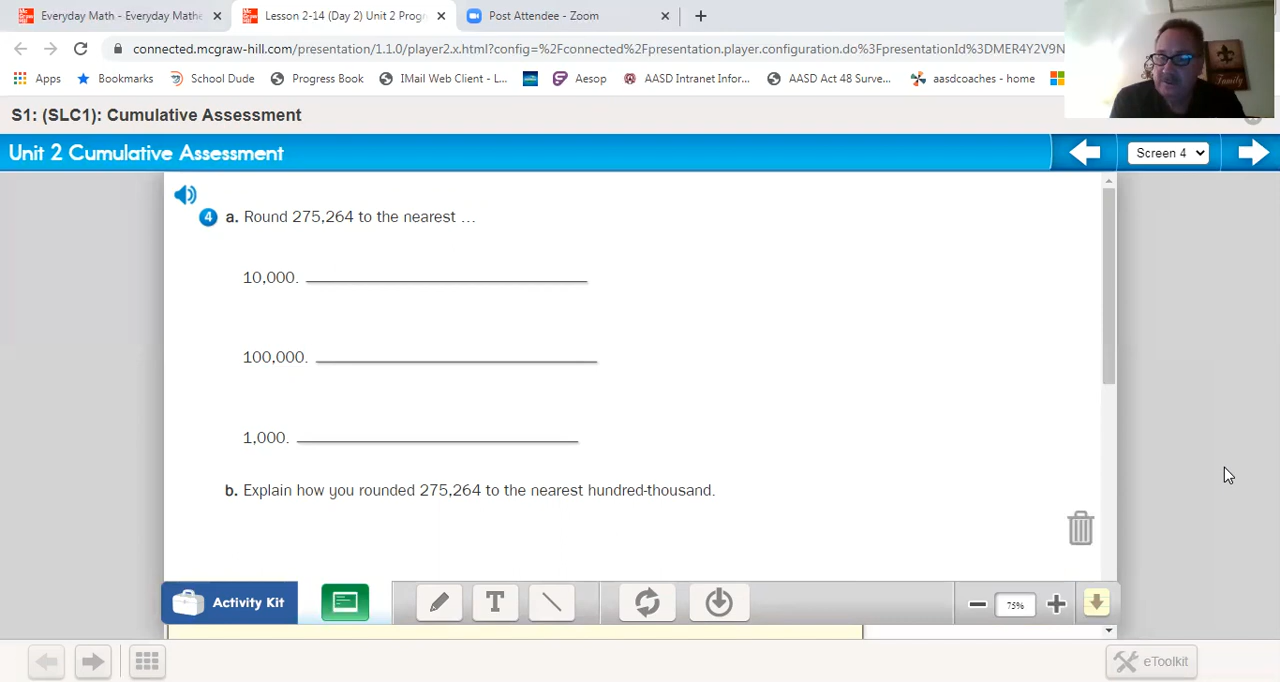 Everyday Math - Everyday Mathe
Lesson 2-14 (Day 2) Unit 2 Prog
Post Attendee - Zoom
connected.mcgraw-hill.com/presentation/1.1.0/player2.x.html?config=%2Fconnected%2Fpresentation.player.configuration.do%3FpresentationId%3DMER4Y2V9N
Apps
Bookmarks
School Dude
Progress Book
IMail Web Client - L...
Aesop
AASD Intranet Infor...
AASD Act 48 Surve...
aasdcoaches - home
Family
S1: (SLC1): Cumulative Assessment
Unit 2 Cumulative Assessment
Screen 4
4 a. Round 275,264 to the nearest ...
10,000.
100,000.
1,000.
b. Explain how you rounded 275,264 to the nearest hundred-thousand.
Activity Kit
T
75%
eToolkit